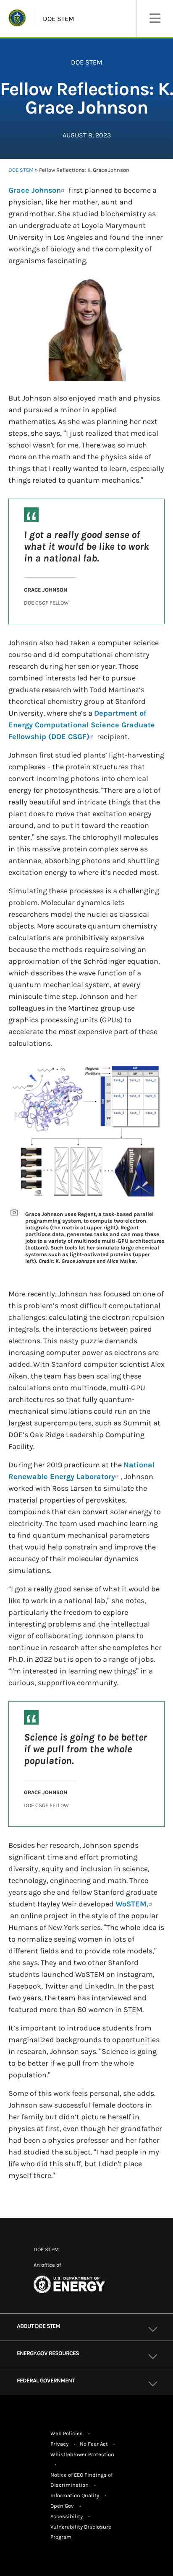 DOE STEM
DOE STEM
Fellow Reflections: K.
Grace Johnson
AUGUST 8, 2023
DOE STEM » Fellow Reflections: K. Grace Johnson
Grace Johnson first planned to become a
physician, like her mother, aunt and
grandmother. She studied biochemistry as
an undergraduate at Loyola Marymount
University in Los Angeles and found the inner
workings of biology and the complexity of
organisms fascinating.
But Johnson also enjoyed math and physics
and pursued a minor in applied
mathematics. As she was planning her next
steps, she says, "I just realized that medical
school wasn't for me. There was so much
more on the math and the physics side of
things that I really wanted to learn, especially
things related to quantum mechanics."
I got a really good sense of
what it would be like to work
in a national lab.
GRACE JOHNSON
DOE CSGF FELLOW
Johnson also had taken a computer science
course and did computational chemistry
research during her senior year. Those
combined interests led her to pursue
graduate research with Todd Martinez's
theoretical chemistry group at Stanford
University, where she's a Department of
Energy Computational Science Graduate
Fellowship (DOE CSGF) recipient.
Johnson first studied plants' light-harvesting
complexes – the protein structures that
convert incoming photons into chemical
energy for photosynthesis. "There are a lot of
really beautiful and intricate things that
plants do to move that excitation energy
around, and to direct it toward the reaction
center," she says. The chlorophyll molecules
in this massive protein complex serve as
antennae, absorbing photons and shuttling
excitation energy to where it's needed most.
Simulating these processes is a challenging
problem. Molecular dynamics lets
researchers model the nuclei as classical
objects. More accurate quantum chemistry
calculations are prohibitively expensive
because the methods require solving an
approximation of the Schrödinger equation,
which describes the wave function of a
quantum mechanical system, at every
miniscule time step. Johnson and her
colleagues in the Martinez group use
graphics processing units (GPUs) to
accelerate the most expensive part of these
calculations.
Grace Johnson uses Regent, a task-based parallel
programming system, to compute two-electron
integrals (the matrix at upper right). Regent
partitions data, generates tasks and can map these
jobs to a variety of multinode multi-GPU architectures
(bottom). Such tools let her simulate large chemical
systems such as light-activated proteins (upper
left). Credit: K. Grace Johnson and Alice Walker.
More recently, Johnson has focused on one of
this problem's most difficult computational
challenges: calculating the electron repulsion
integrals, the interactions between paired
electrons. This nasty puzzle demands
increasing computer power as electrons are
added. With Stanford computer scientist Alex
Aiken, the team has been scaling these
calculations onto multinode, multi-GPU
architectures so that fully quantum-
mechanical simulations could run on the
largest supercomputers, such as Summit at
DOE's Oak Ridge Leadership Computing
Facility.
During her 2019 practicum at the National
Renewable Energy Laboratory, Johnson
worked with Ross Larsen to simulate the
material properties of perovskites,
compounds that can convert solar energy to
electricity. The team used machine learning
to find quantum mechanical parameters
that would help constrain and improve
efficiencies in the molecular dynamics
simulations.
"I got a really good sense of what it would be
like to work in a national lab," she notes,
particularly the freedom to explore
interesting problems and the intellectual
vigor of collaborating. Johnson plans to
continue in research after she completes her
Ph.D. in 2022 but is open to a range of jobs.
"I'm interested in learning new things" in a
curious, supportive community.
Science is going to be better
if we pull from the whole
population.
GRACE JOHNSON
DOE CSGF FELLOW
Besides her research, Johnson spends
significant time and effort promoting
diversity, equity and inclusion in science,
technology, engineering and math. Three
years ago she and fellow Stanford graduate
student Hayley Weir developed WoSTEM,
an online project in the style of the popular
Humans of New York series. "The whole idea
is to normalize seeing women in lots of
different fields and to provide role models,"
she says. They and two other Stanford
students launched WoSTEM on Instagram,
Facebook, Twitter and LinkedIn. In the past
two years, the team has interviewed and
featured more than 80 women in STEM.
It's important to introduce students from
marginalized backgrounds to opportunities
in research, Johnson says. "Science is going
to be better if we pull from the whole
population."
Some of this work feels personal, she adds.
Johnson saw successful female doctors in
her family but didn't picture herself in
physics at first, even though her grandfather
had been a physics professor and her father
had studied the subject. "I had people in my
life who did this stuff, but I didn't place
myself there."
DOE STEM
An office of
U.S. DEPARTMENT OF
ENERGY
ABOUT DOE STEM
ENERGY.GOV RESOURCES
FEDERAL GOVERNMENT
Web Policies •
Privacy • No Fear Act •
Whistleblower Protection
•
Notice of EEO Findings of
Discrimination •
Information Quality •
Open Gov •
Accessibility •
Vulnerability Disclosure
Program